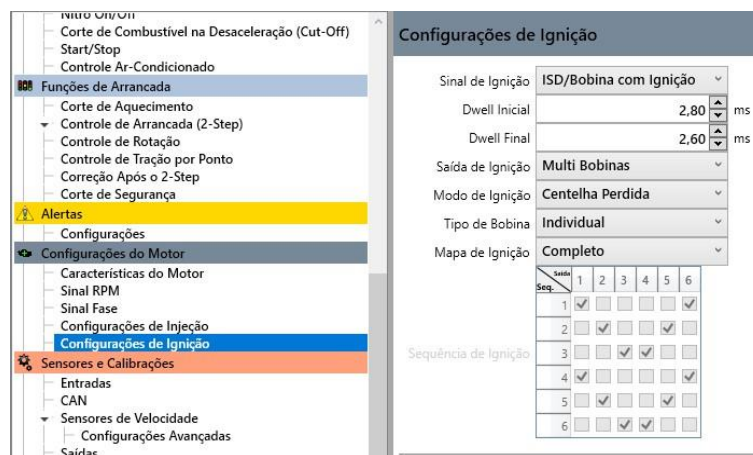 Nitro On/Off
Corte de Combustível na Desaceleração (Cut-Off)
Start/Stop
Controle Ar-Condicionado
Funções de Arrancada
Corte de Aquecimento
Controle de Arrancada (2-Step)
Controle de Rotação
Controle de Tração por Ponto
Correção Após o 2-Step
Corte de Segurança
Alertas
Configurações
Configurações do Motor
Características do Motor
Sinal RPM
Sinal Fase
Configurações de Injeção
Configurações de Ignição
Sensores e Calibrações
Entradas
CAN
Sensores de Velocidade
Configurações Avançadas
Saídas
Configurações de Ignição
Sinal de Ignição ISD/Bobina com Ignição
Dwell Inicial 2,80 ms
Dwell Final 2,60 ms
Saída de Ignição Multi Bobinas
Modo de Ignição Centelha Perdida
Tipo de Bobina Individual
Mapa de Ignição Completo
Sequência de Ignição
Saída
Seq. 1 2 3 4 5 6
1
2
3
4
5
6